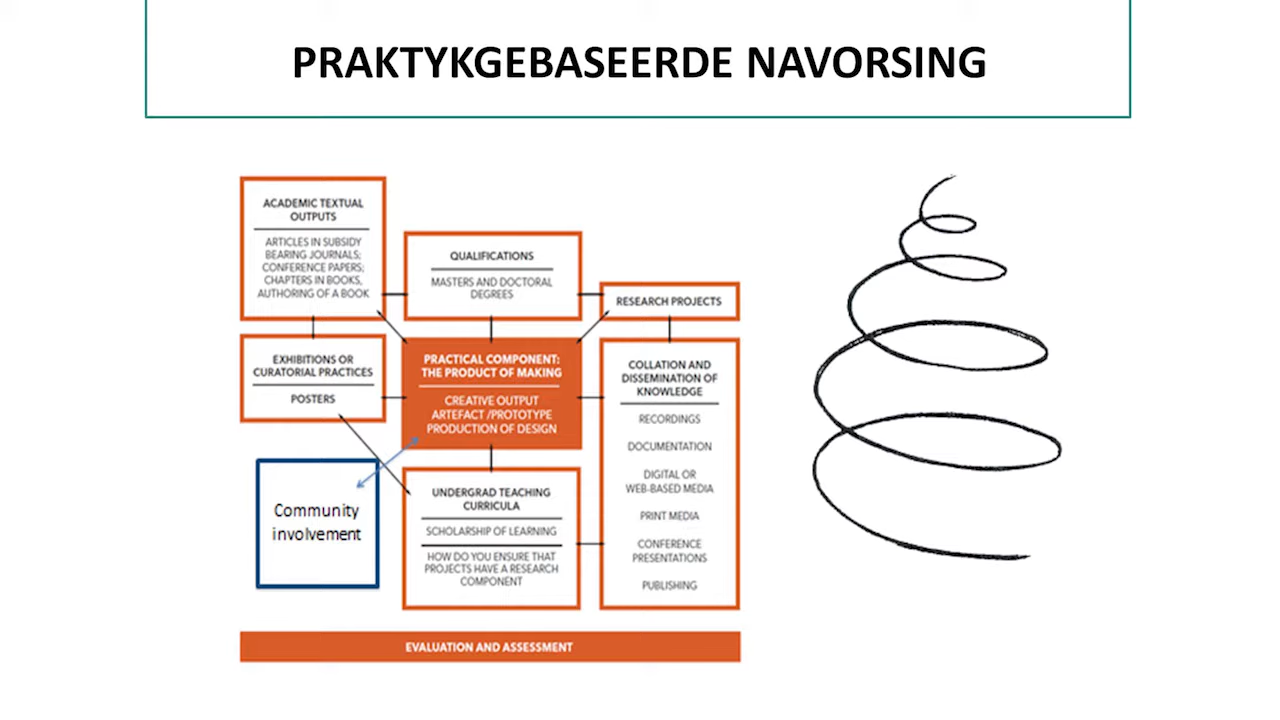 PRAKTYKGEBASEERDE NAVORSING
ACADEMIC TEXTUAL
OUTPUTS
ARTICLES IN SUBSIDY
BEARING JOURNALS;
CONFERENCE PAPERS;
CHAPTERS IN BOOKS,
AUTHORING OF A BOOK
QUALIFICATIONS
MASTERS AND DOCTORAL
DEGREES
RESEARCH PROJECTS
EXHIBITIONS OR
CURATORIAL PRACTICES
POSTERS
PRACTICAL COMPONENT:
THE PRODUCT OF MAKING
CREATIVE OUTPUT
ARTEFACT /PROTOTYPE
PRODUCTION OF DESIGN
COLLATION AND
DISSEMINATION OF
KNOWLEDGE
RECORDINGS
DOCUMENTATION
DIGITAL OR
WEB-BASED MEDIA
PRINT MEDIA
CONFERENCE
PRESENTATIONS
PUBLISHING
Community
involvement
UNDERGRAD TEACHING
CURRICULA
SCHOLARSHIP OF LEARNING
HOW DO YOU ENSURE THAT
PROJECTS HAVE A RESEARCH
COMPONENT
EVALUATION AND ASSESSMENT